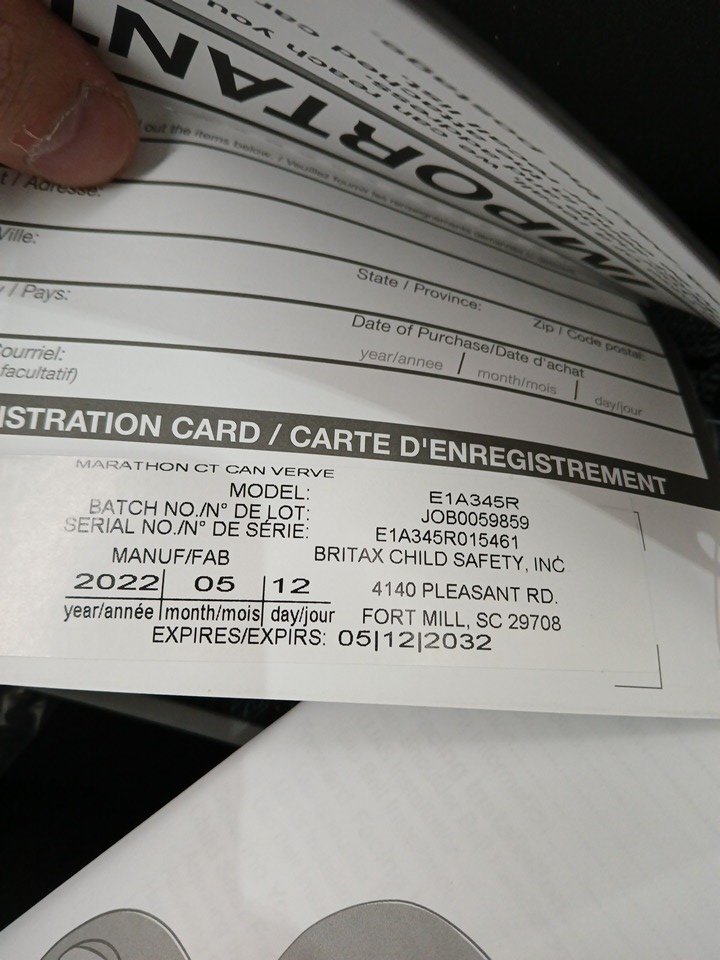 IMPORTANT
out the items below. / Veuillez fournir les renseignements demandés
t / Adresse:
Ville:
State / Province:
Zip / Code postal:
/ Pays:
Date of Purchase/Date d'achat
year/annee | month/mois | day/jour
ourriel:
facultatif)
ISTRATION CARD / CARTE D'ENREGISTREMENT
MARATHON CT CAN VERVE
MODEL: E1A345R
BATCH NO./N° DE LOT: JOB0059859
SERIAL NO./N° DE SÉRIE: E1A345R015461
MANUF/FAB BRITAX CHILD SAFETY, INC
2022| 05 |12 4140 PLEASANT RD.
year/année |month/mois| day/jour FORT MILL, SC 29708
EXPIRES/EXPIRS: 05|12|2032